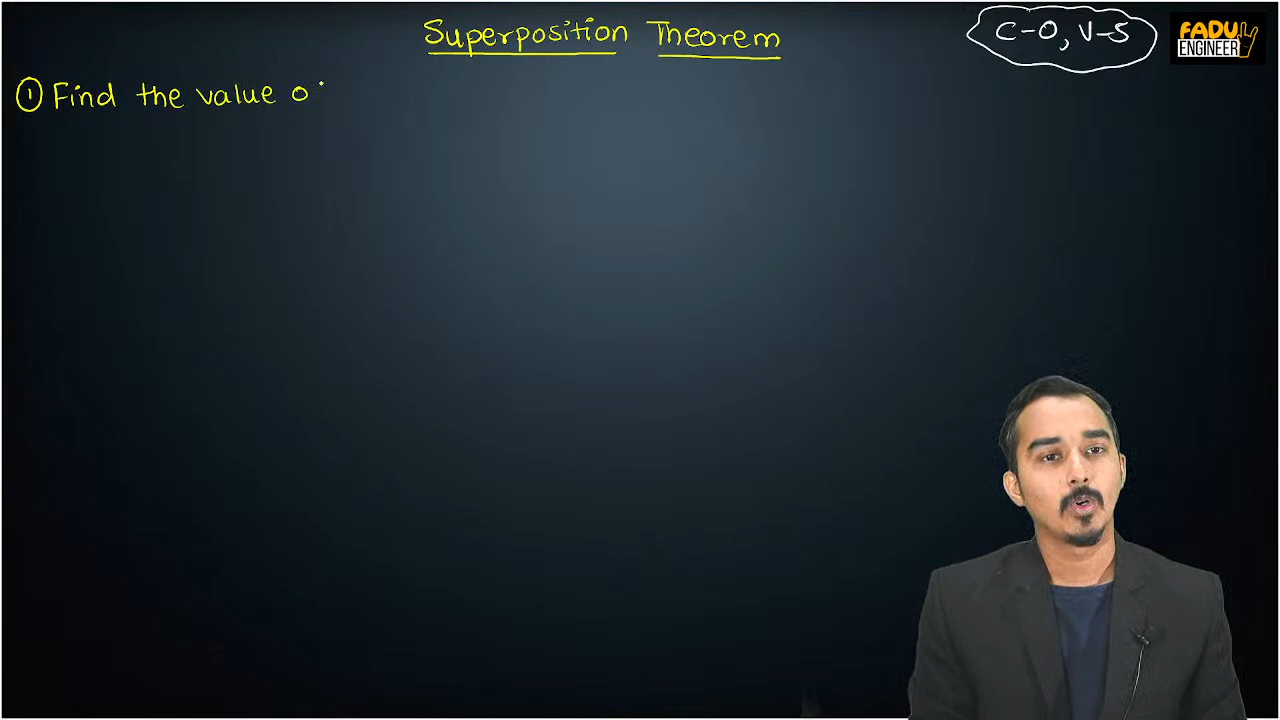 Superposition Theorem
C-O, V-S
FADU
ENGINEER
① Find the value o